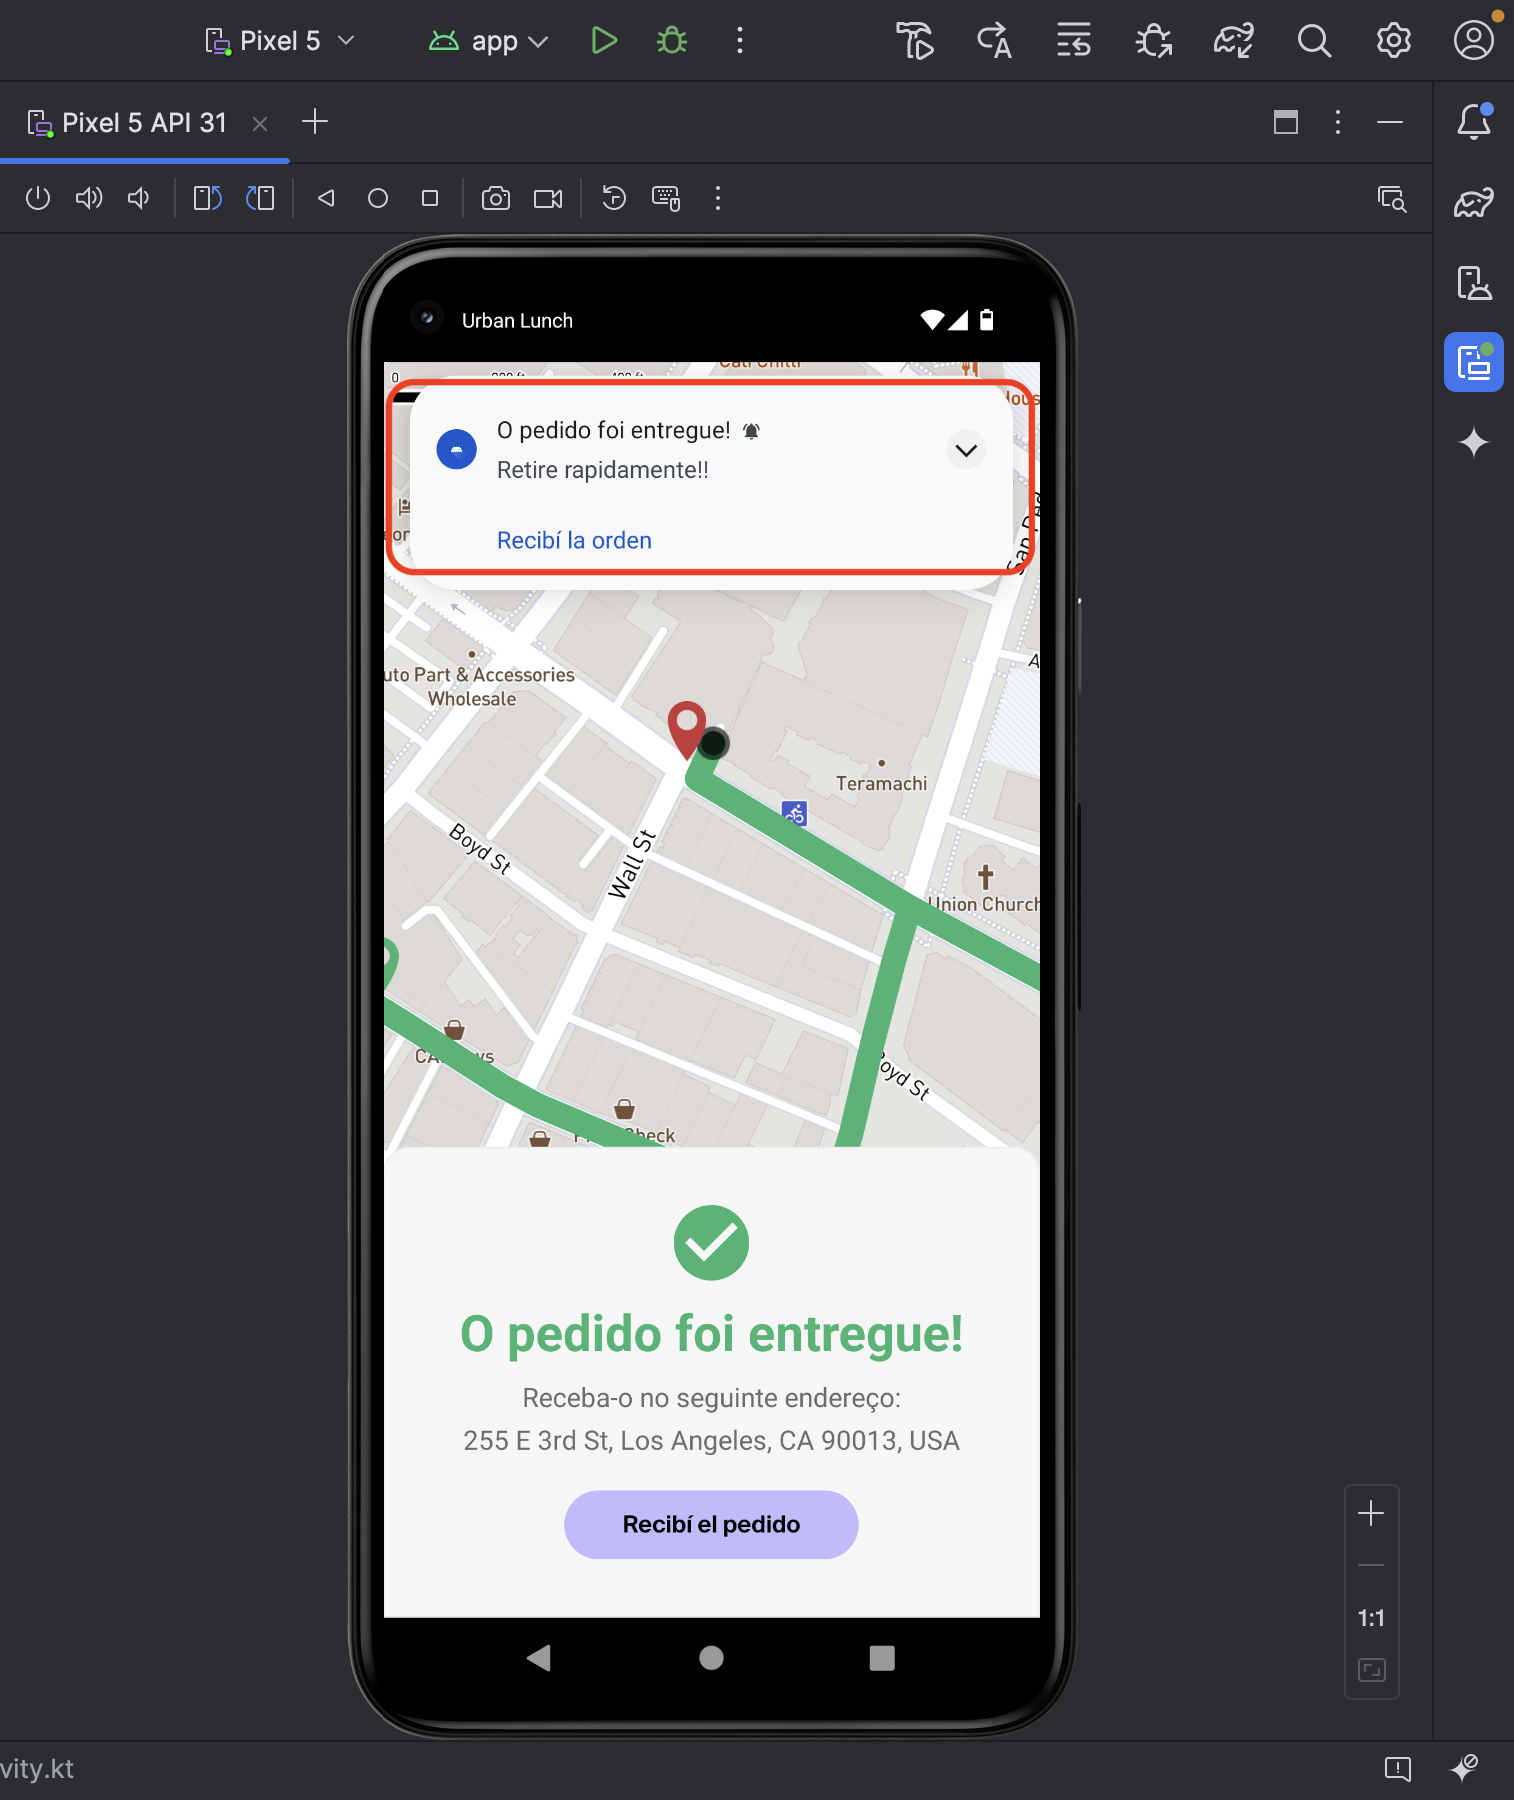 Pixel 5
app
Pixel 5 API 31
Urban Lunch
0
O pedido foi entregue!
Retire rapidamente!!
Recibí la orden
uto Part & Accessories
Wholesale
Teramachi
Boyd St
Wall St
Union Church
Boyd St
O pedido foi entregue!
Receba-o no seguinte endereço:
255 E 3rd St, Los Angeles, CA 90013, USA
Recibí el pedido
1:1
vity.kt